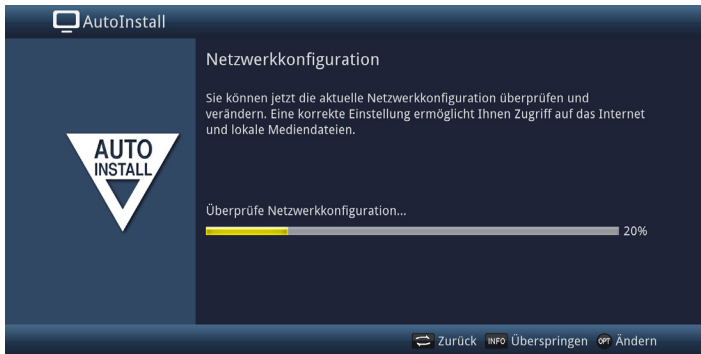 AutoInstall
AUTO
INSTALL
Netzwerkkonfiguration
Sie können jetzt die aktuelle Netzwerkkonfiguration überprüfen und
verändern. Eine korrekte Einstellung ermöglicht Ihnen Zugriff auf das Internet
und lokale Mediendateien.
Überprüfe Netzwerkkonfiguration...
20%
Zurück INFO Überspringen OPT Ändern